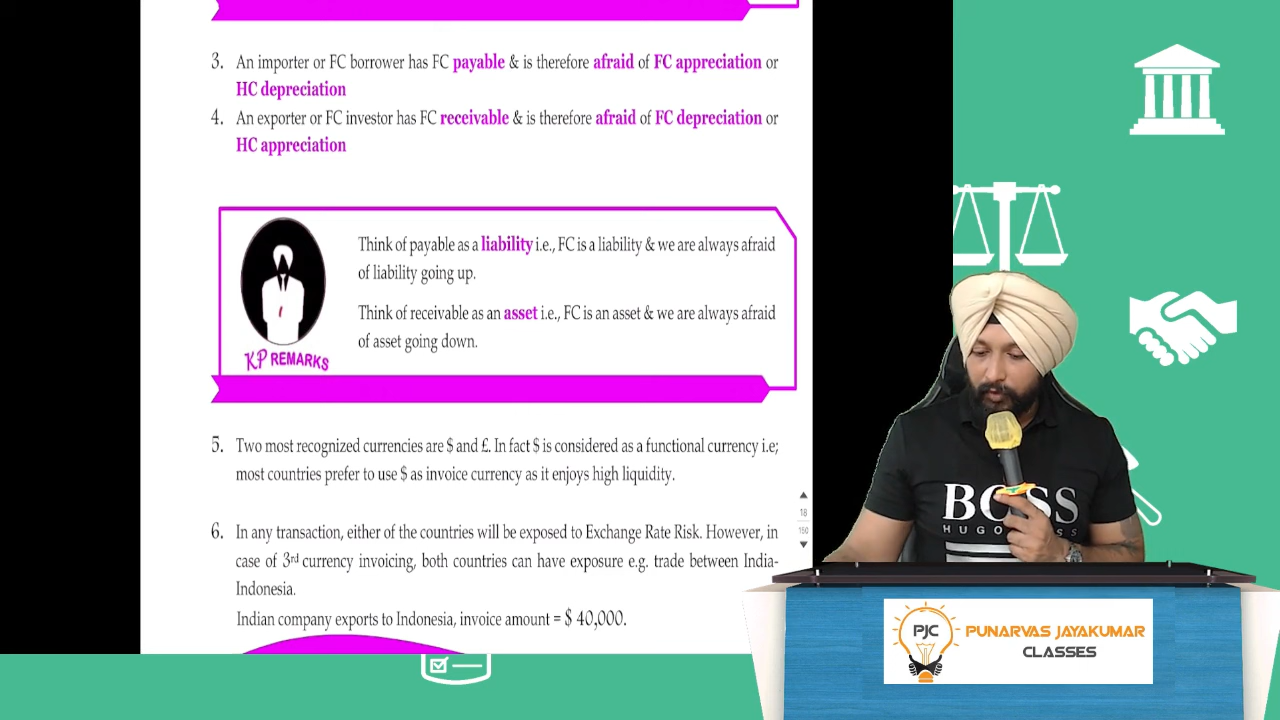 3. An importer or FC borrower has FC payable & is therefore afraid of FC appreciation or
HC depreciation
4. An exporter or FC investor has FC receivable & is therefore afraid of FC depreciation or
HC appreciation
Think of payable as a liability i.e., FC is a liability & we are always afraid
of liability going up.
Think of receivable as an asset i.e., FC is an asset & we are always afraid
of asset going down.
KP REMARKS
5. Two most recognized currencies are $ and £. In fact $ is considered as a functional currency i.e;
most countries prefer to use $ as invoice currency as it enjoys high liquidity.
18
150
6. In any transaction, either of the countries will be exposed to Exchange Rate Risk. However, in
case of 3rd currency invoicing, both countries can have exposure e.g. trade between India-
Indonesia.
Indian company exports to Indonesia, invoice amount = $ 40,000.
BOSS
HUGO BOSS
PJC
PUNARVAS JAYAKUMAR
CLASSES